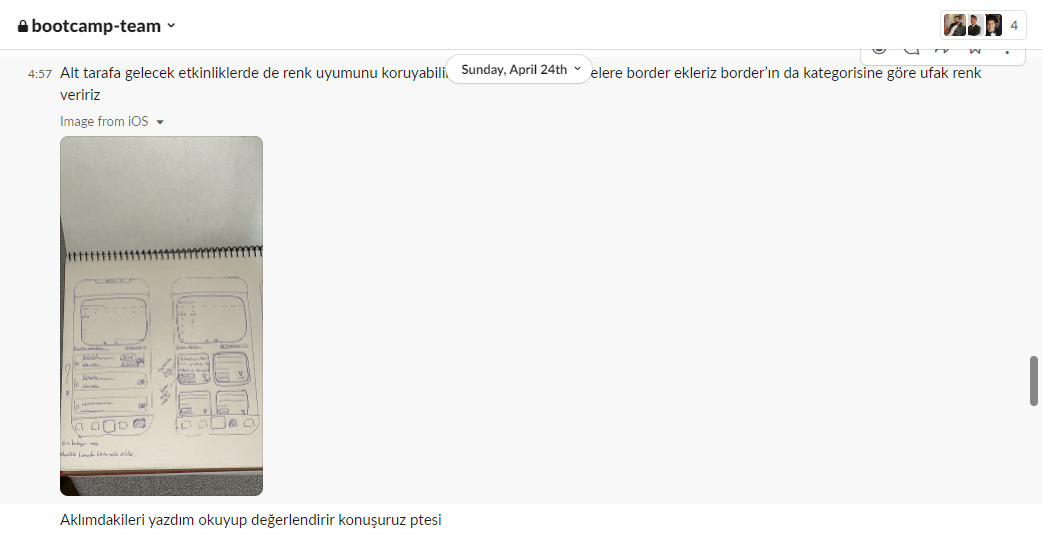 bootcamp-team
4
Sunday, April 24th
4:57 Alt tarafa gelecek etkinliklerde de renk uyumunu koruyabili elere border ekleriz border’ın da kategorisine göre ufak renk
veririz
Image from iOS
Aklımdakileri yazdım okuyup değerlendirir konuşuruz ptesi